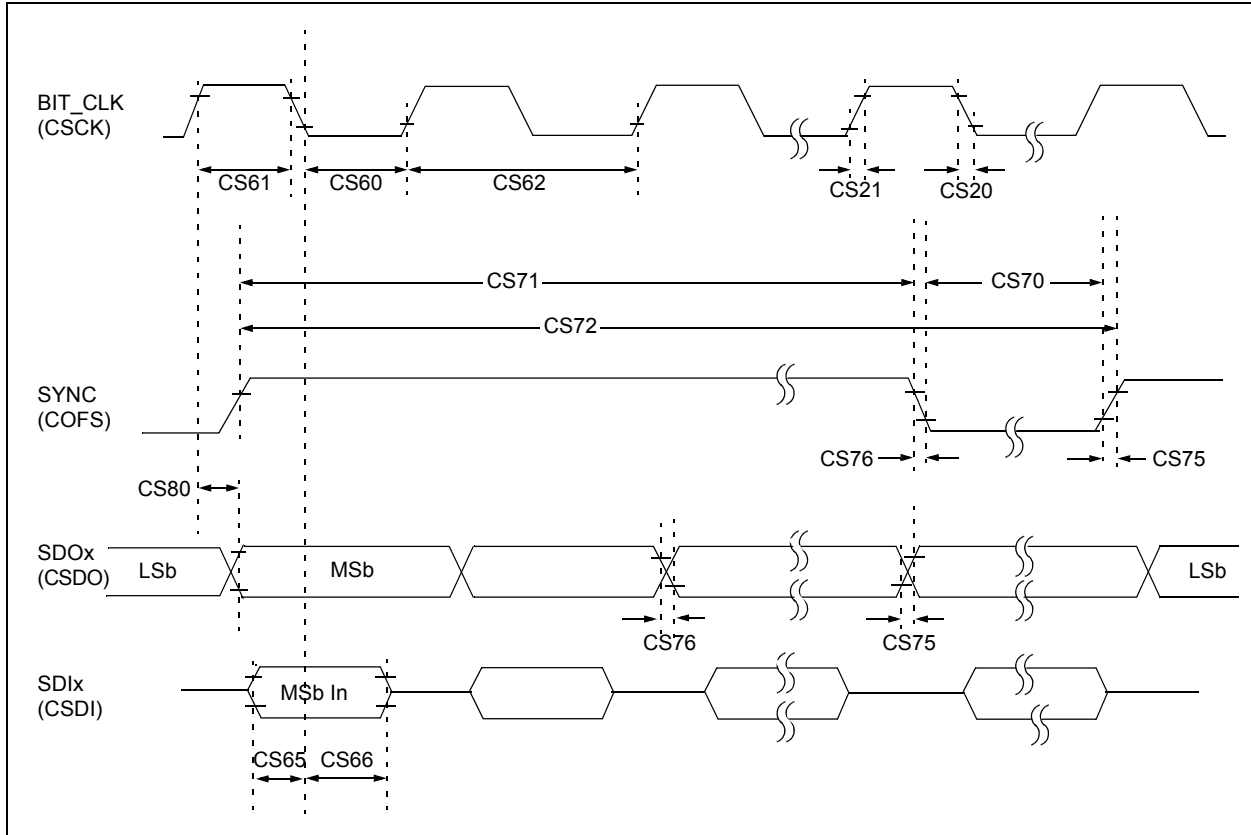 BIT_CLK
(CSCK)
CS61
CS60
CS62
CS21
CS20
CS71
CS70
CS72
SYNC
(COFS)
CS76
CS75
CS80
SDOx
(CSDO)
LSb
MSb
LSb
CS76
CS75
SDIx
(CSDI)
MSb In
CS65
CS66